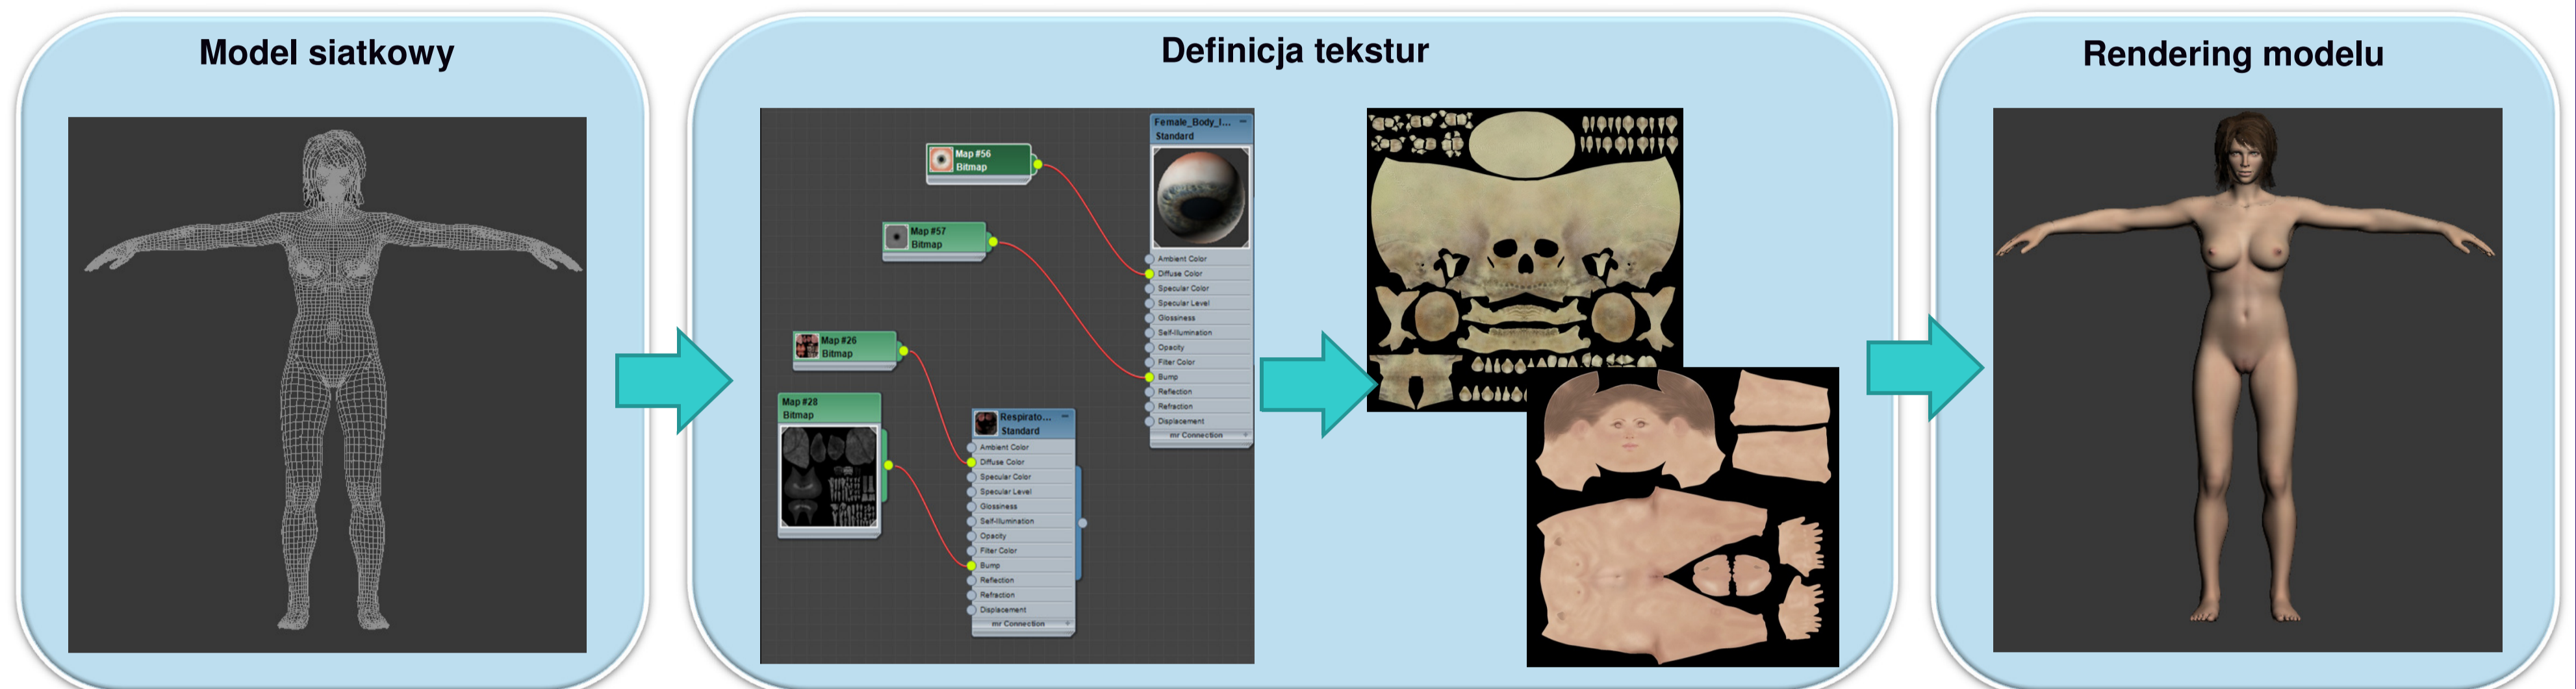 Model siatkowy
Definicja tekstur
Rendering modelu
Map #56
Bitmap
Map #57
Bitmap
Map #26
Bitmap
Map #28
Bitmap
Respirato...
Standard
Ambient Color
Diffuse Color
Specular Color
Specular Level
Glossiness
Self-Illumination
Opacity
Filter Color
Bump
Reflection
Refraction
Displacement
mr Connection +
Female_Body_I...
Standard
Ambient Color
Diffuse Color
Specular Color
Specular Level
Glossiness
Self-Illumination
Opacity
Filter Color
Bump
Reflection
Refraction
Displacement
mr Connection +